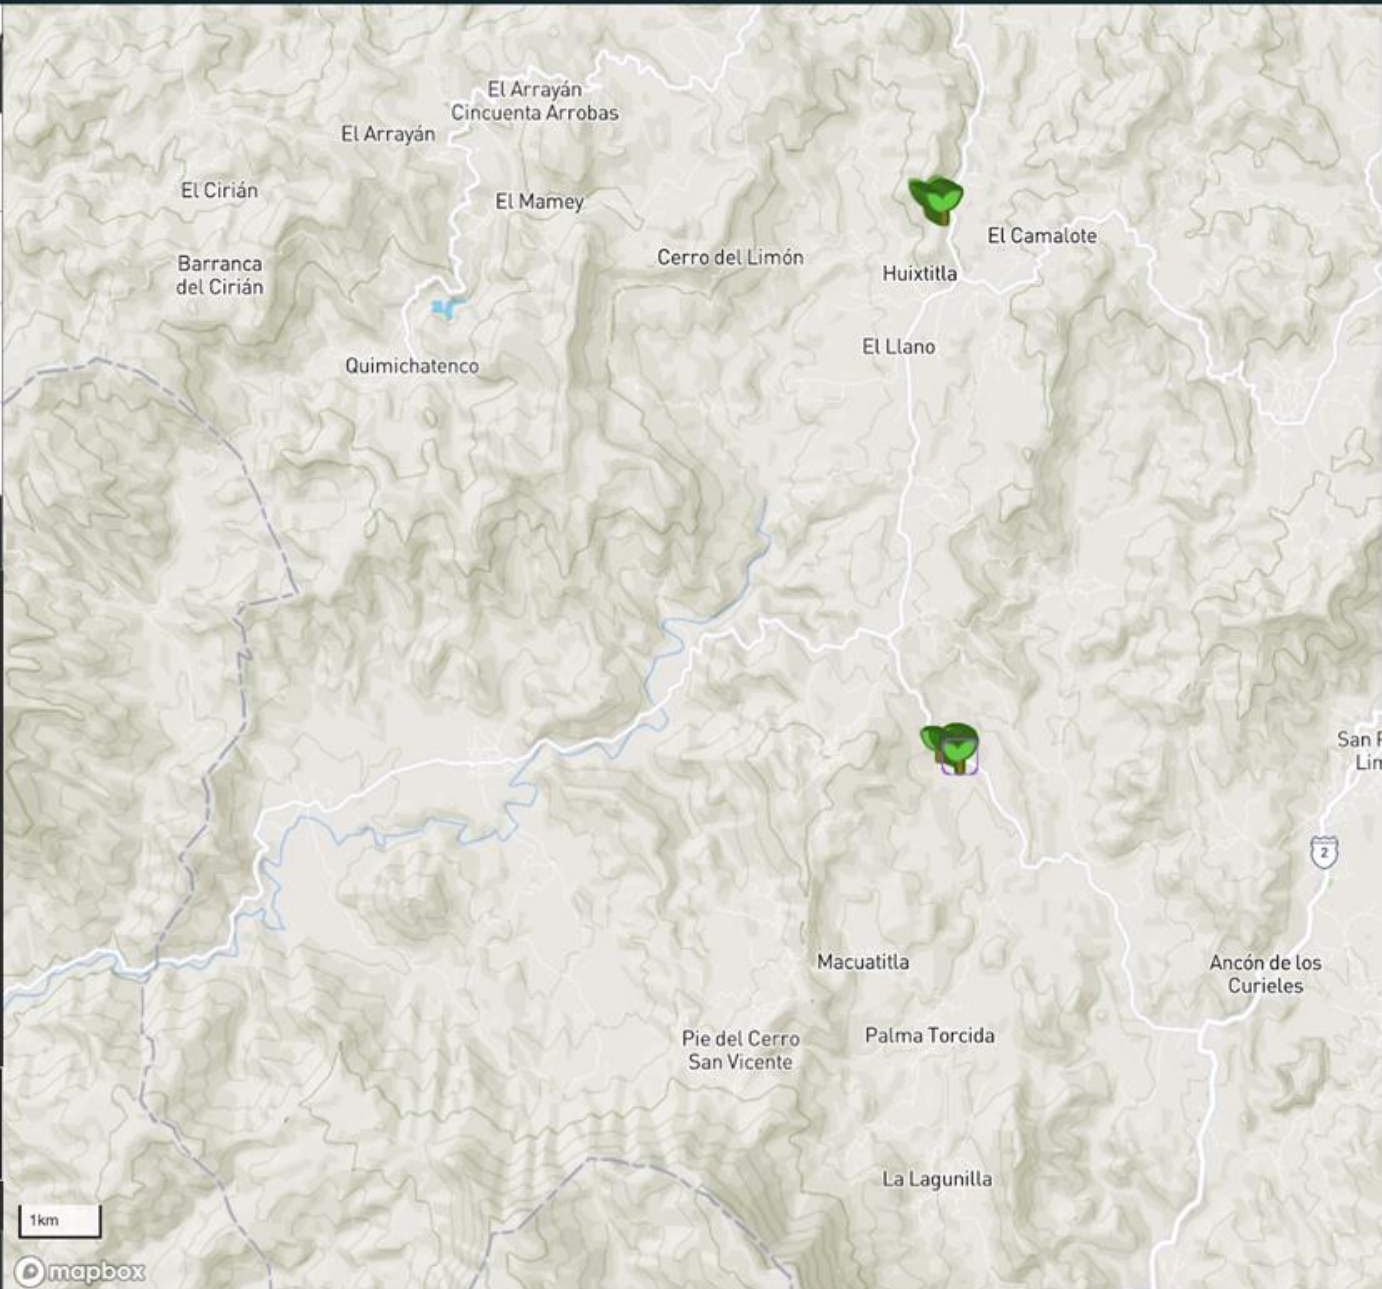 El Arrayán
Cincuenta Arrobas
El Arrayán
El Cirián
El Mamey
El Camalote
Cerro del Limón
Barranca
del Cirián
Huixtitla
El Llano
Quimichatenco
2
Macuatitla
Ancón de los
Curieles
Palma Torcida
Pie del Cerro
San Vicente
La Lagunilla
1km
mapbox